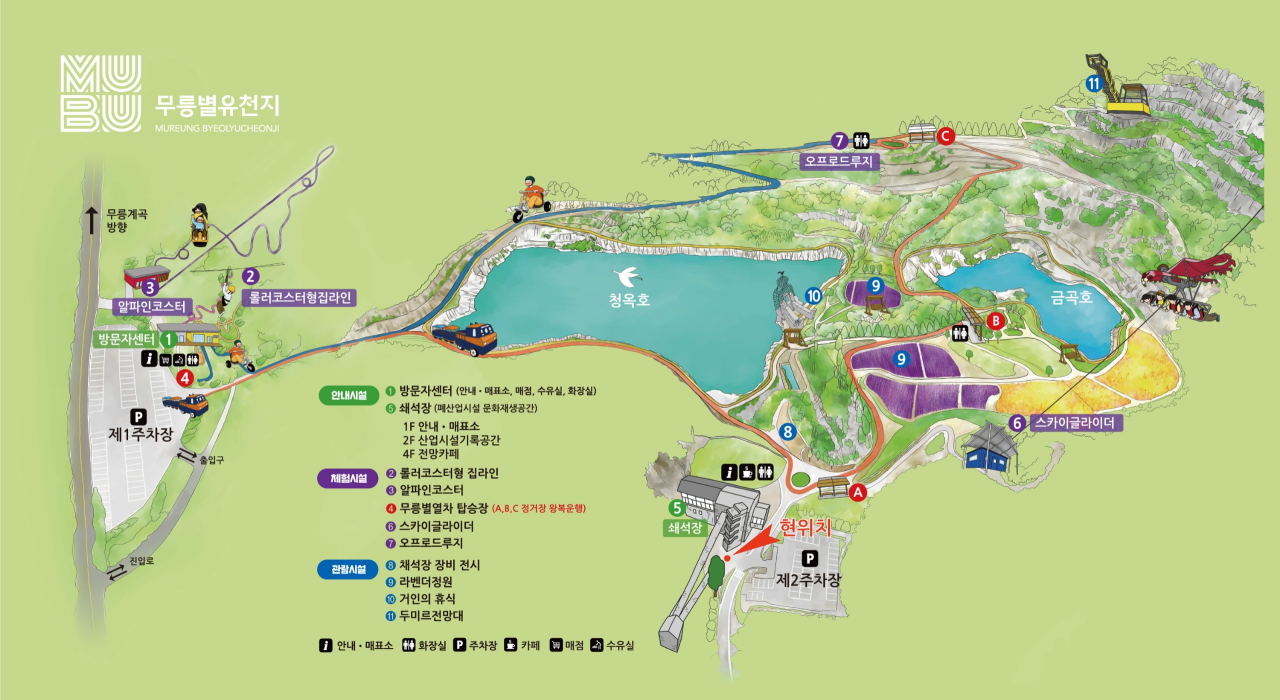 MU
BU
무릉별유천지
MUREUNG BYEOLYUCHEONJI
무릉계곡
방향
3
알파인코스터
2
롤러코스터형집라인
방문자센터 1
4
P
제1주차장
출입구
진입로
청옥호
7
오프로드루지
C
11
10
9
금곡호
B
9
6 스카이글라이더
8
A
5
쇄석장
현위치
P
제2주차장
안내시설
1 방문자센터 (안내·매표소, 매점, 수유실, 화장실)
5 쇄석장 (폐산업시설 문화재생공간)
1F 안내·매표소
2F 산업시설기록공간
4F 전망카페
체험시설
2 롤러코스터형 집라인
3 알파인코스터
4 무릉별열차 탑승장 (A,B,C 정거장 왕복운행)
6 스카이글라이더
7 오프로드루지
관람시설
8 채석장 장비 전시
9 라벤더정원
10 거인의 휴식
11 두미르전망대
i 안내·매표소 화장실 P 주차장 카페 매점 수유실